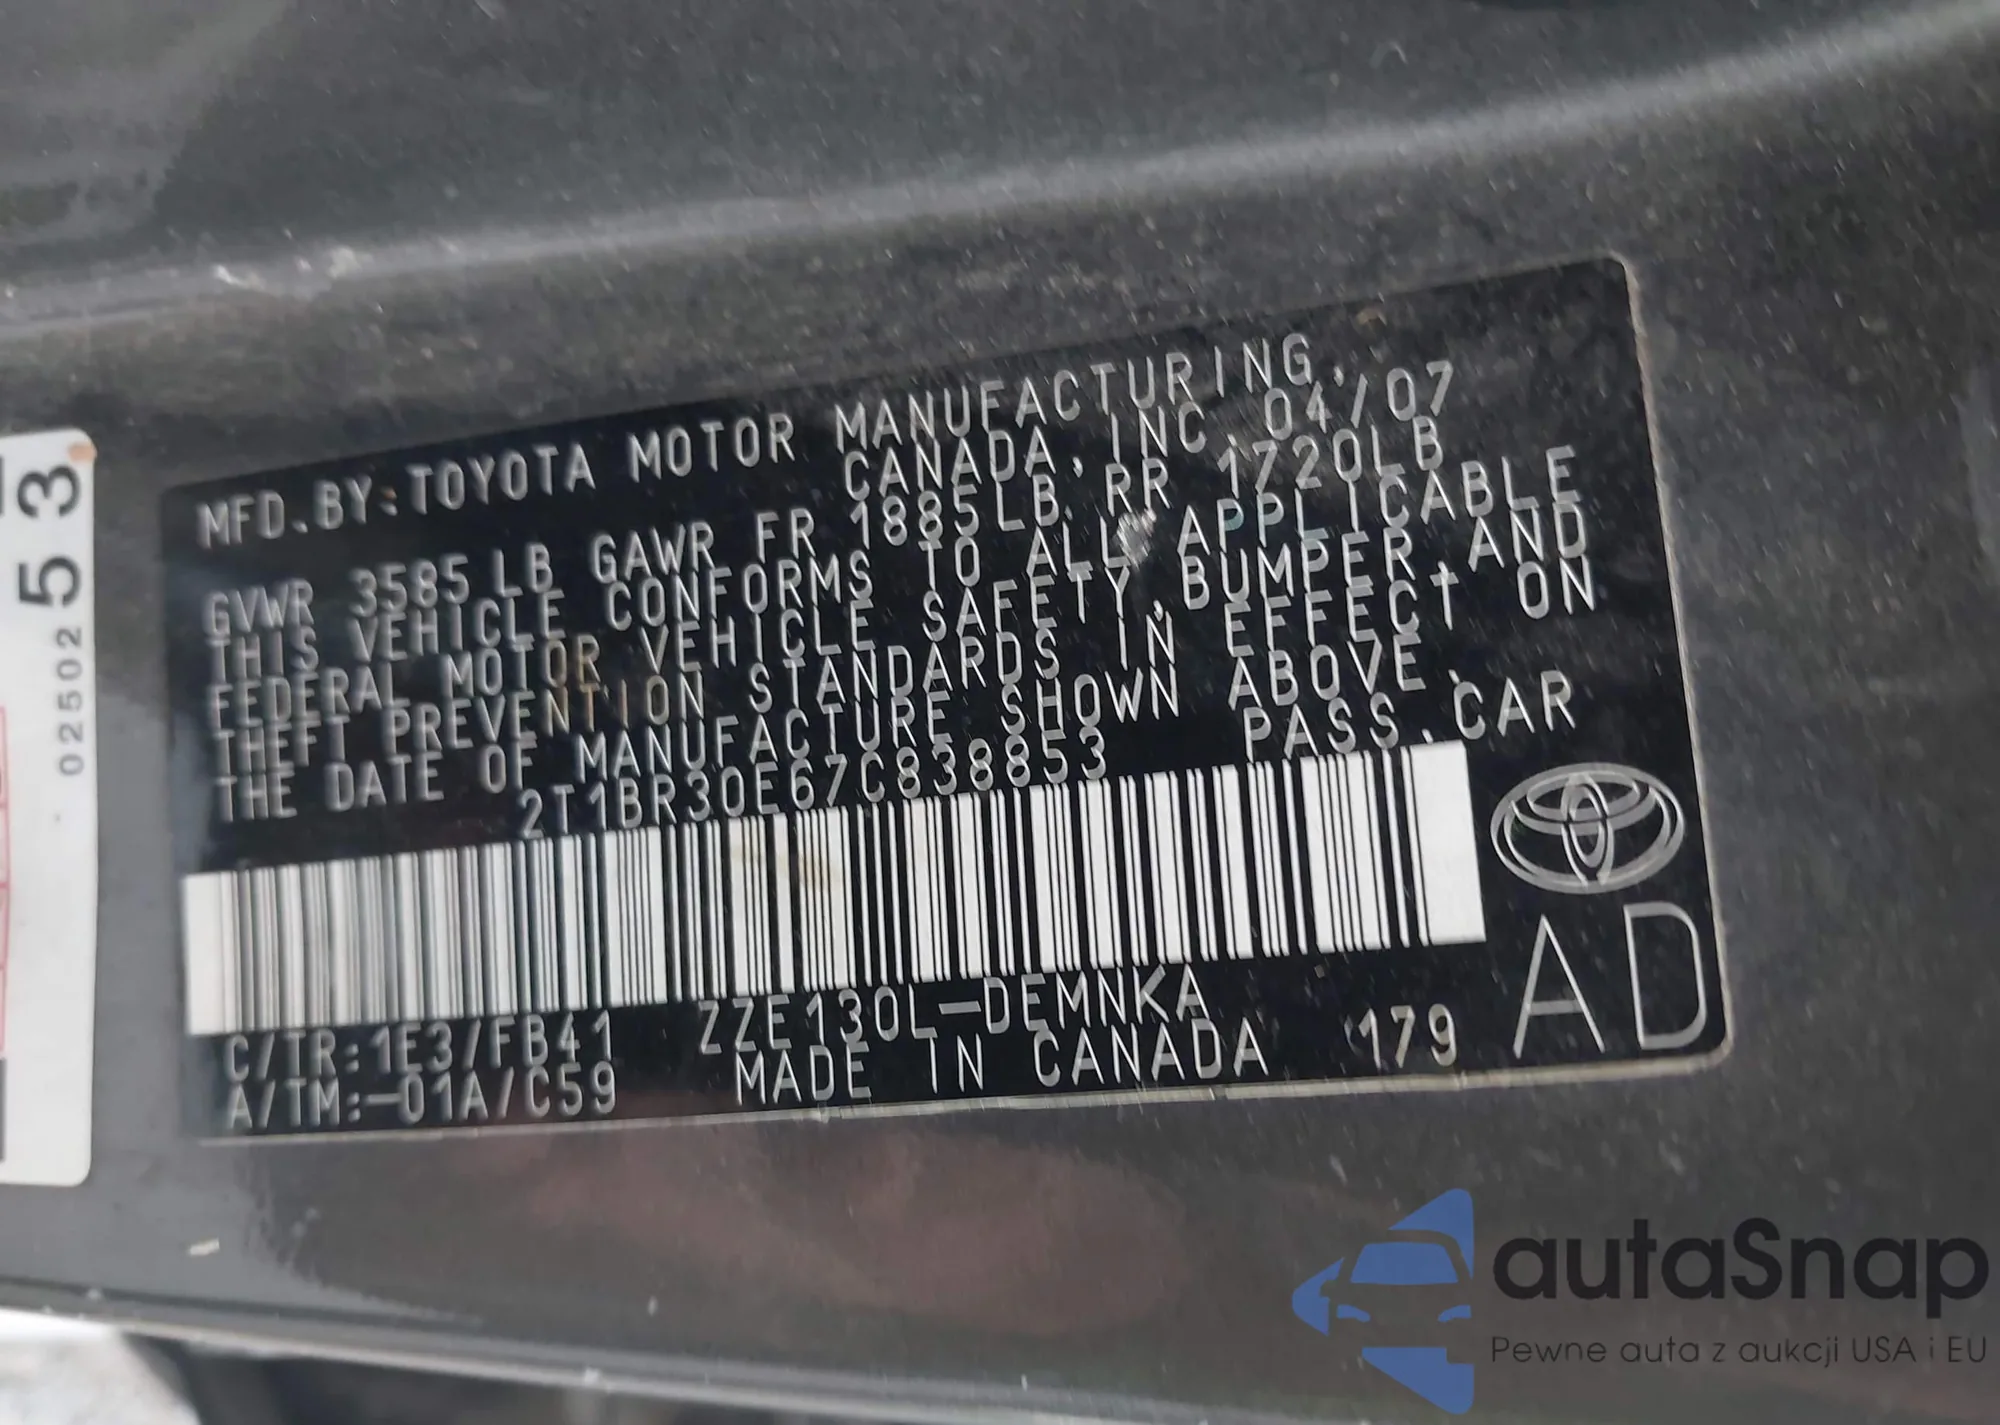 MFD.BY:TOYOTA MOTOR MANUFACTURING,
CANADA, INC. 04/07
GVWR 3585LB GAWR FR 1885LB RR 1720LB
THIS VEHICLE CONFORMS TO ALL APPLICABLE
FEDERAL MOTOR VEHICLE SAFETY, BUMPER, AND
THEFT PREVENTION STANDARDS IN EFFECT ON
THE DATE OF MANUFACTURE SHOWN ABOVE.
2T1BR30E67C838853 PASS.CAR
C/TR:1E3/FB41 ZZE130L-DEMNKA
A/TM:-01A/C59 MADE IN CANADA 179
AD
53
02502
autaSnap
Pewne auta z aukcji USA i EU